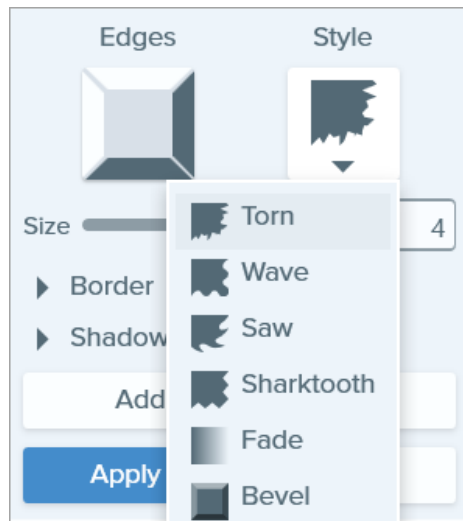 Edges Style
Size 4
Torn
Border
Wave
Shadow
Saw
Sharktooth
Add
Fade
Apply
Bevel